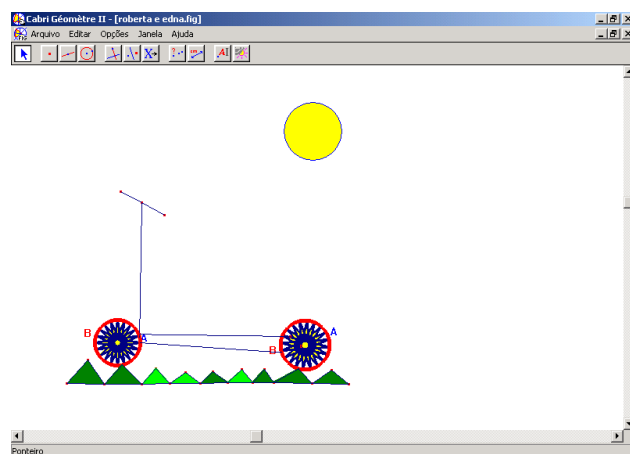 Cabri Géomètre II - [roberta e edna.fig]
Arquivo Editar Opções Janela Ajuda
B A A
B
Ponteiro